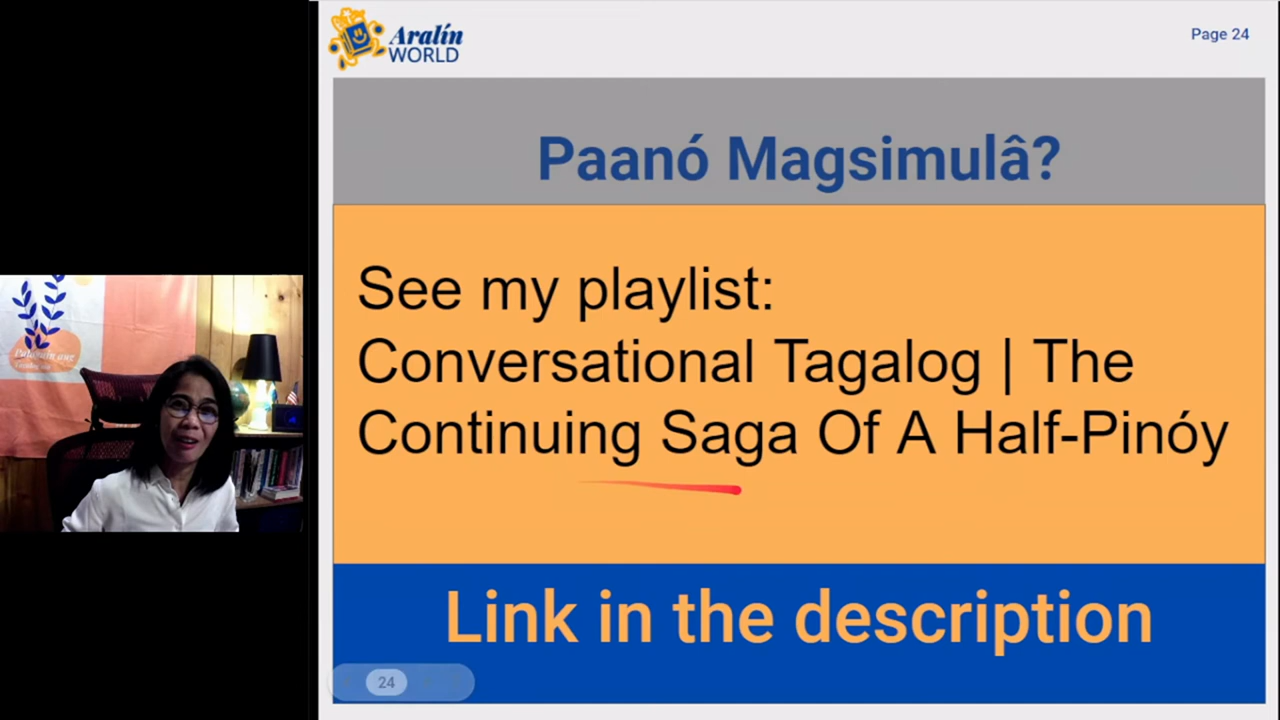 Aralín
WORLD
Page 24
Paanó Magsimulâ?
See my playlist:
Conversational Tagalog | The
Continuing Saga Of A Half-Pinóy
Link in the description
24